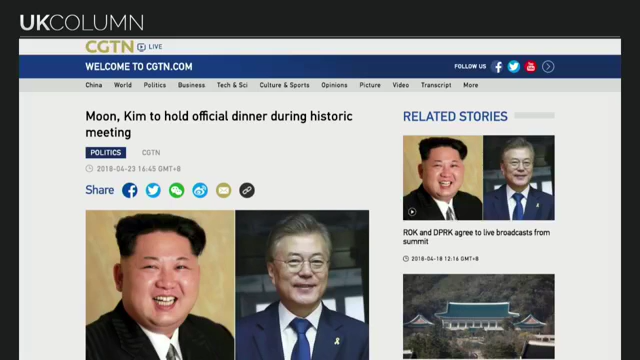 UKCOLUMN
CGTN LIVE
WELCOME TO CGTN.COM
FOLLOW US
China World Politics Business Tech & Sci Culture & Sports Opinions Picture Video Transcript More
Moon, Kim to hold official dinner during historic
meeting
POLITICS CGTN
2018-04-23 16:45 GMT+8
Share
RELATED STORIES
ROK and DPRK agree to live broadcasts from
summit
2018-04-18 12:16 GMT+8